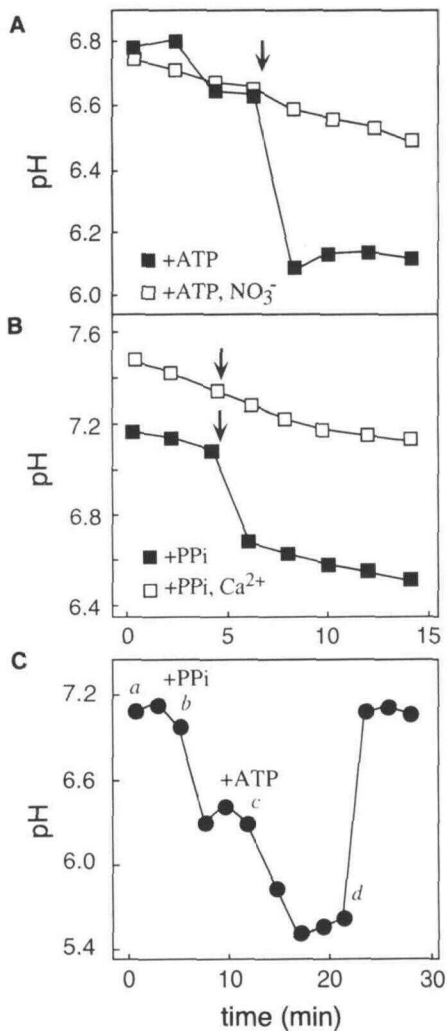 A
6.8
6.6
6.4
6.2
6.0
pH
+ATP
+ATP, NO₃⁻
B
7.6
7.2
6.8
6.4
pH
+PPi
+PPi, Ca²⁺
0 5 10 15
C
7.2
6.6
6.0
5.4
pH
a
+PPi
b
+ATP
c
d
0 10 20 30
time (min)